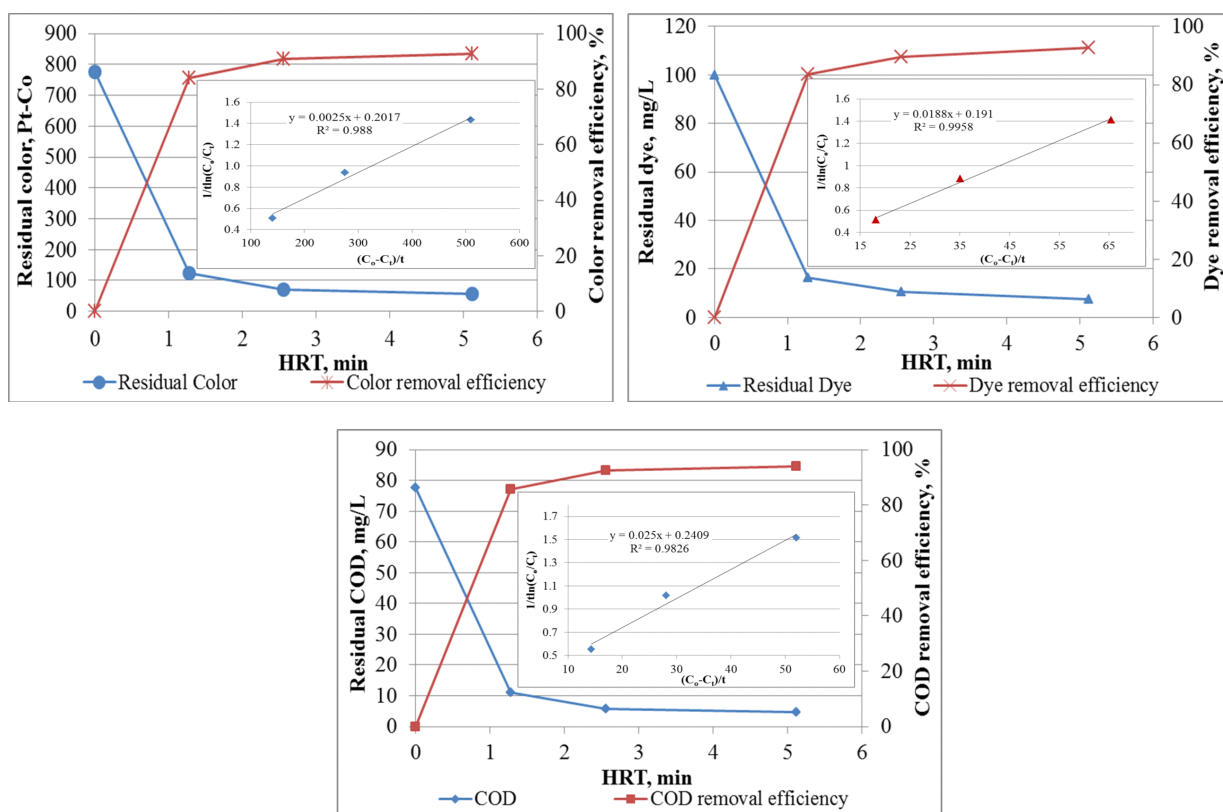 Residual color, Pt-Co
900
800
700
600
500
400
300
200
100
0
1/tln(Cₒ/Cₜ)
1.6
1.4
1.2
1.0
0.8
0.6
0.4
y = 0.0025x + 0.2017
R² = 0.988
100 200 300 400 500 600
(Cₒ-Cₜ)/t
100
80
60
40
20
0
Color removal efficiency, %
0 1 2 3 4 5 6
HRT, min
Residual Color Color removal efficiency
Residual dye, mg/L
120
100
80
60
40
20
0
1/tln(Cₒ/Cₜ)
1.6
1.4
1.2
1
0.8
0.6
0.4
y = 0.0188x + 0.191
R² = 0.9958
15 25 35 45 55 65
(Cₒ-Cₜ)/t
100
80
60
40
20
0
Dye removal efficiency, %
0 1 2 3 4 5 6
HRT, min
Residual Dye Dye removal efficiency
Residual COD, mg/L
90
80
70
60
50
40
30
20
10
0
1/tln(Cₒ/Cₜ)
1.7
1.5
1.3
1.1
0.9
0.7
0.5
y = 0.025x + 0.2409
R² = 0.9826
10 20 30 40 50 60
(Cₒ-Cₜ)/t
100
80
60
40
20
0
COD removal efficiency, %
0 1 2 3 4 5 6
HRT, min
COD COD removal efficiency